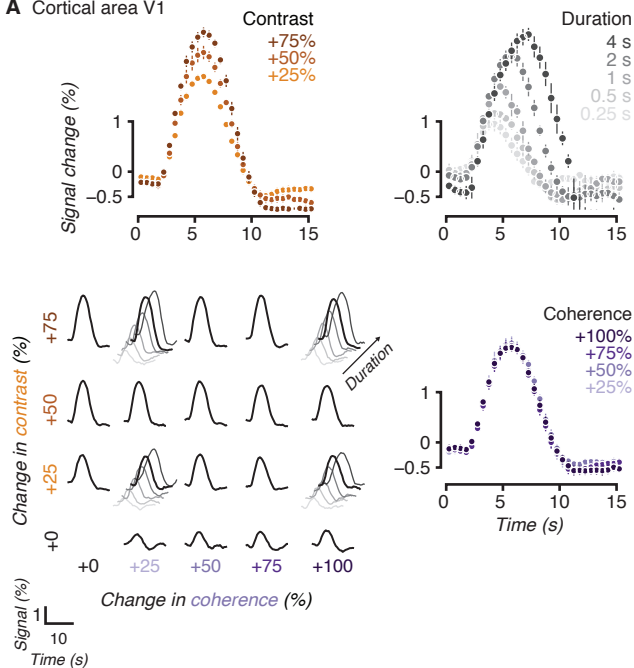 A Cortical area V1
Contrast
+75%
+50%
+25%
Signal change (%)
1
0
−0.5
0 5 10 15
Duration
4 s
2 s
1 s
0.5 s
0.25 s
1
0
−0.5
0 5 10 15
Change in contrast (%)
+75
+50
+25
+0
Duration
+0 +25 +50 +75 +100
Change in coherence (%)
Signal (%)
1
10
Time (s)
Coherence
+100%
+75%
+50%
+25%
1
0
−0.5
0 5 10 15
Time (s)